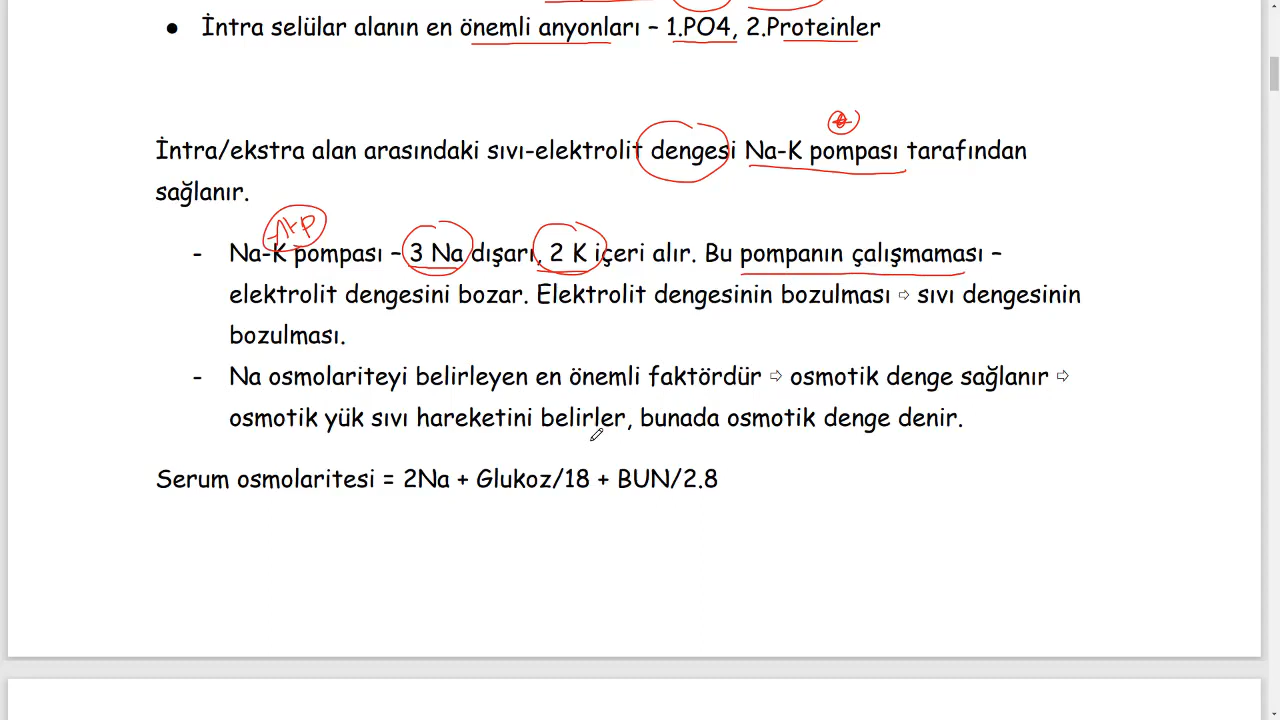 ● İntra selülar alanın en önemli anyonları – 1.PO4, 2.Proteinler
İntra/ekstra alan arasındaki sıvı-elektrolit dengesi Na-K pompası tarafından
sağlanır.
ATP
- Na-K pompası – 3 Na dışarı, 2 K içeri alır. Bu pompanın çalışmaması –
elektrolit dengesini bozar. Elektrolit dengesinin bozulması ⇨ sıvı dengesinin
bozulması.
- Na osmolariteyi belirleyen en önemli faktördür ⇨ osmotik denge sağlanır ⇨
osmotik yük sıvı hareketini belirler, bunada osmotik denge denir.
Serum osmolaritesi = 2Na + Glukoz/18 + BUN/2.8